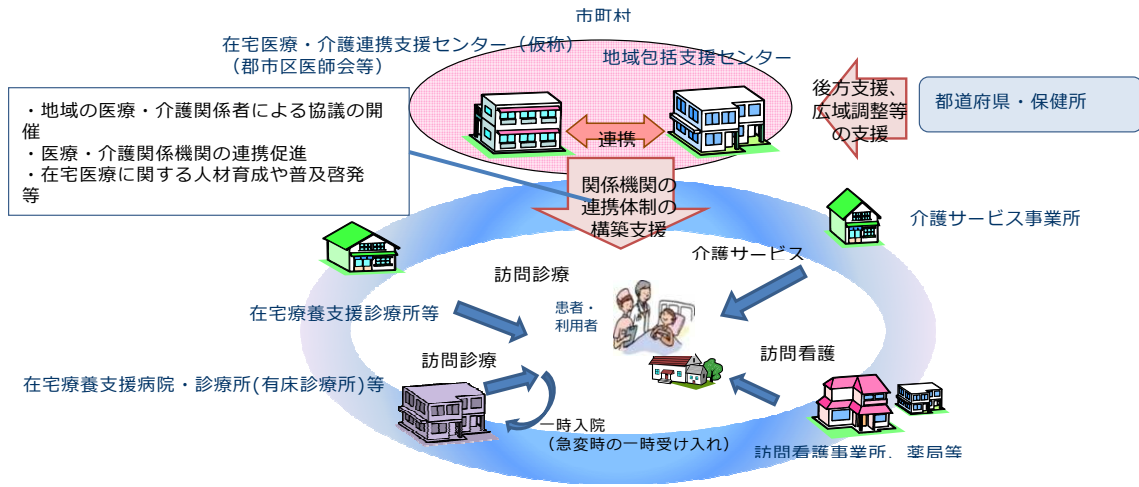 市町村
在宅医療・介護連携支援センター（仮称）
（郡市区医師会等）
地域包括支援センター
・地域の医療・介護関係者による協議の開
催
・医療・介護関係機関の連携促進
・在宅医療に関する人材育成や普及啓発
等
連携
後方支援、
広域調整等
の支援
都道府県・保健所
関係機関の
連携体制の
構築支援
介護サービス事業所
介護サービス
訪問診療
患者・
利用者
在宅療養支援診療所等
訪問診療
訪問看護
在宅療養支援病院・診療所(有床診療所)等
一時入院
（急変時の一時受け入れ）
訪問看護事業所、薬局等